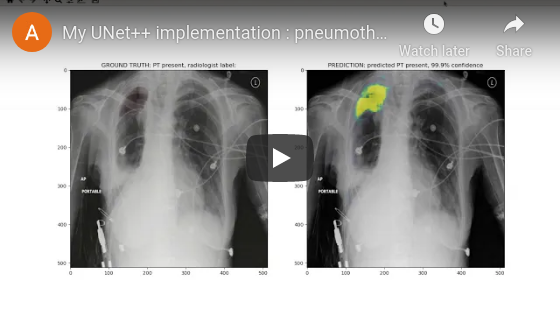 A
My UNet++ implementation : pneumoth...
Watch later
Share
GROUND TRUTH: PT present, radiologist label:
PREDICTION: predicted PT present, 99.9% confidence
0
100
200
300
400
500
0 100 200 300 400 500
AP
PORTABLE
0
100
200
300
400
500
0 100 200 300 400 500
AP
PORTABLE